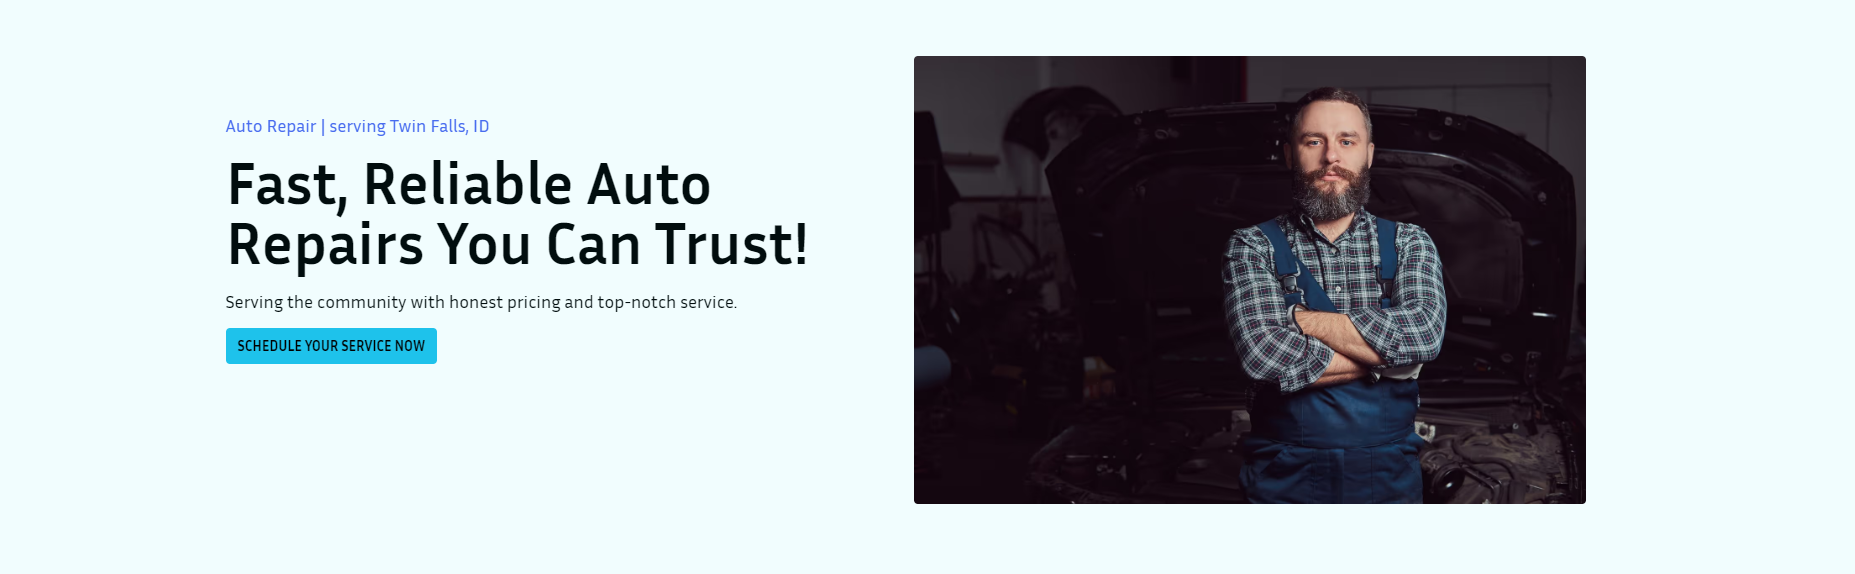 Auto Repair | serving Twin Falls, ID
Fast, Reliable Auto
Repairs You Can Trust!
Serving the community with honest pricing and top-notch service.
SCHEDULE YOUR SERVICE NOW